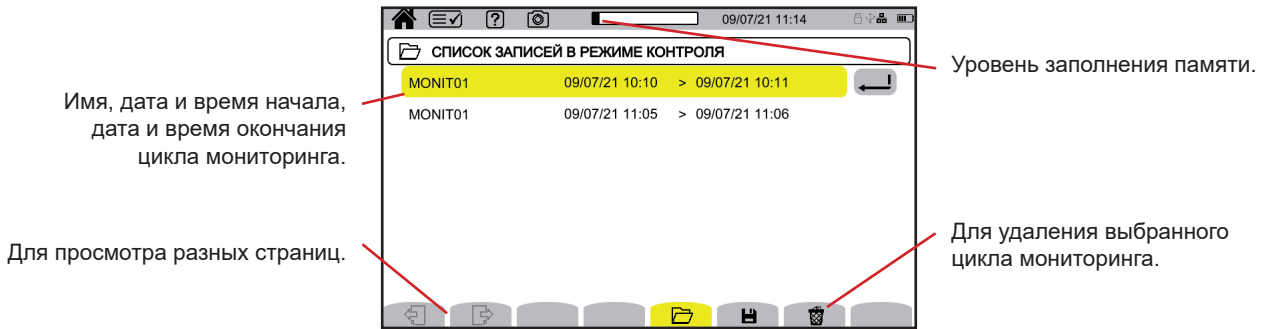 09/07/21 11:14
СПИСОК ЗАПИСЕЙ В РЕЖИМЕ КОНТРОЛЯ
MONIT01 09/07/21 10:10 > 09/07/21 10:11
MONIT01 09/07/21 11:05 > 09/07/21 11:06
Имя, дата и время начала,
дата и время окончания
цикла мониторинга.
Для просмотра разных страниц.
Уровень заполнения памяти.
Для удаления выбранного
цикла мониторинга.